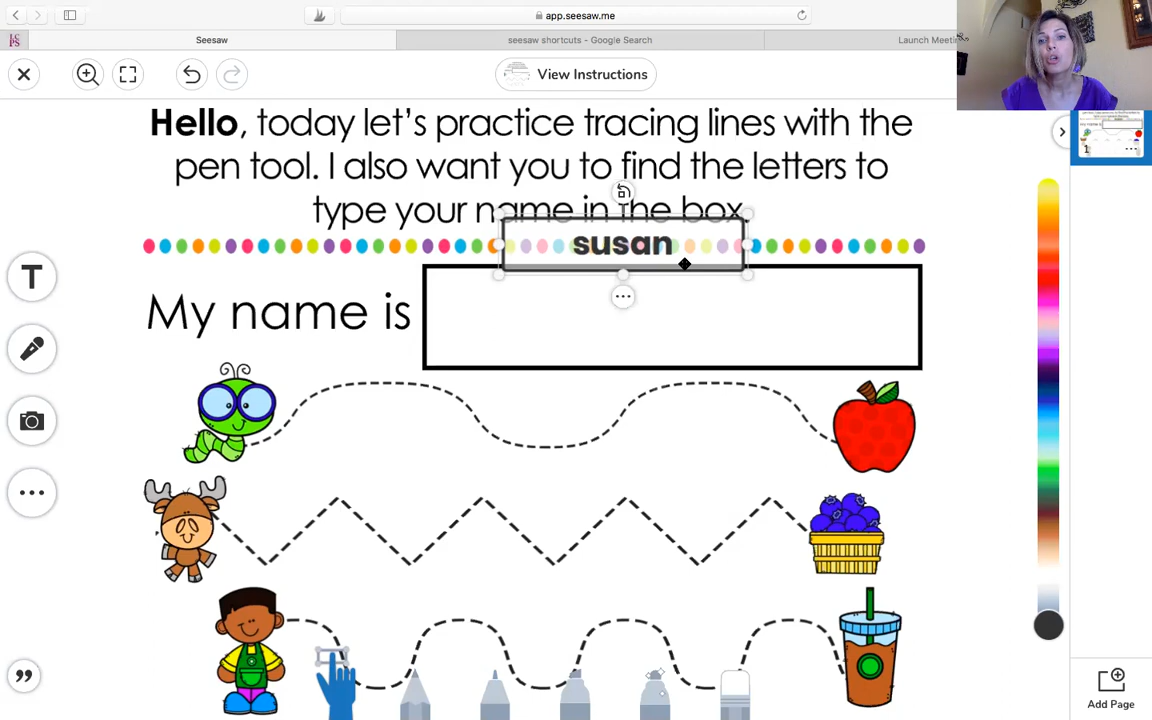 app.seesaw.me
Seesaw
seesaw shortcuts - Google Search
Launch Meeti
View Instructions
Hello, today let's practice tracing lines with the
pen tool. I also want you to find the letters to
type your name in the box.
susan
My name is
T
1
Add Page